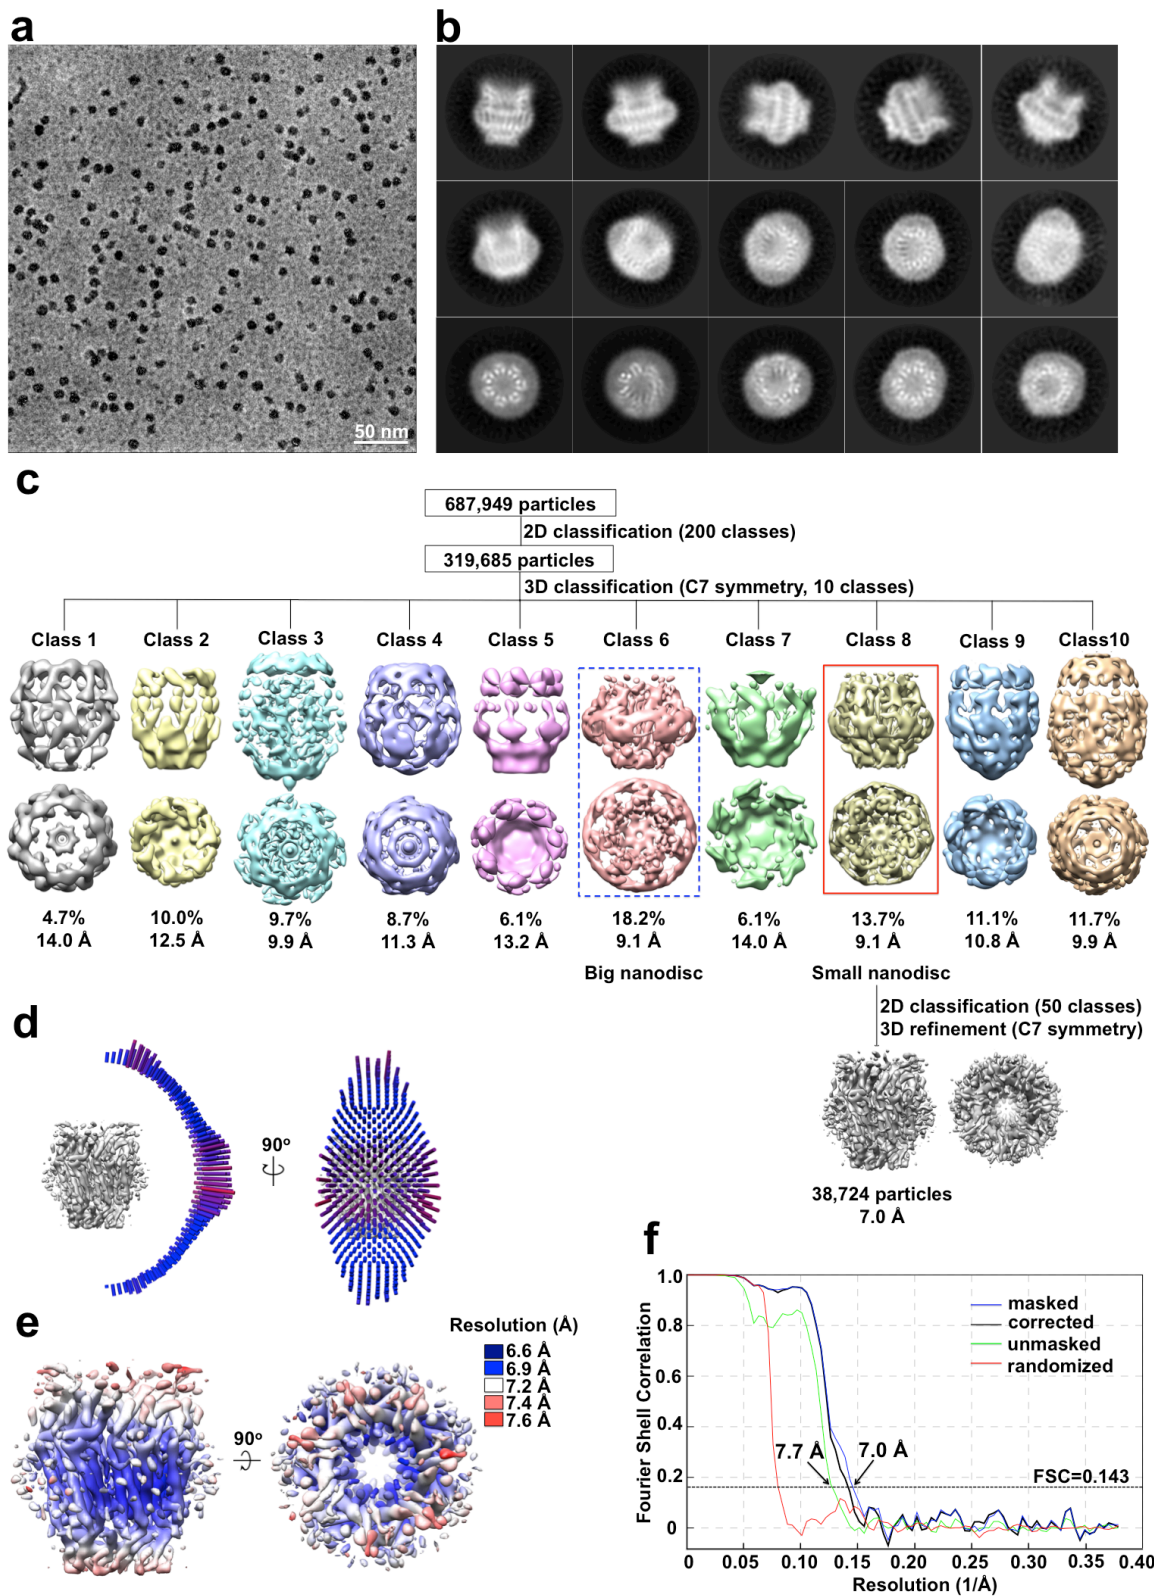 a
b
50 nm
c
687,949 particles
2D classification (200 classes)
319,685 particles
3D classification (C7 symmetry, 10 classes)
Class 1 Class 2 Class 3 Class 4 Class 5 Class 6 Class 7 Class 8 Class 9 Class10
4.7% 10.0% 9.7% 8.7% 6.1% 18.2% 6.1% 13.7% 11.1% 11.7%
14.0 Å 12.5 Å 9.9 Å 11.3 Å 13.2 Å 9.1 Å 14.0 Å 9.1 Å 10.8 Å 9.9 Å
Big nanodisc Small nanodisc
2D classification (50 classes)
3D refinement (C7 symmetry)
38,724 particles
7.0 Å
d
90º
e
Resolution (Å)
6.6 Å
6.9 Å
7.2 Å
7.4 Å
7.6 Å
90º
f
Fourier Shell Correlation
1.0
0.8
0.6
0.4
0.2
0
masked
corrected
unmasked
randomized
7.7 Å
7.0 Å
FSC=0.143
0 0.05 0.10 0.15 0.20 0.25 0.30 0.35 0.40
Resolution (1/Å)